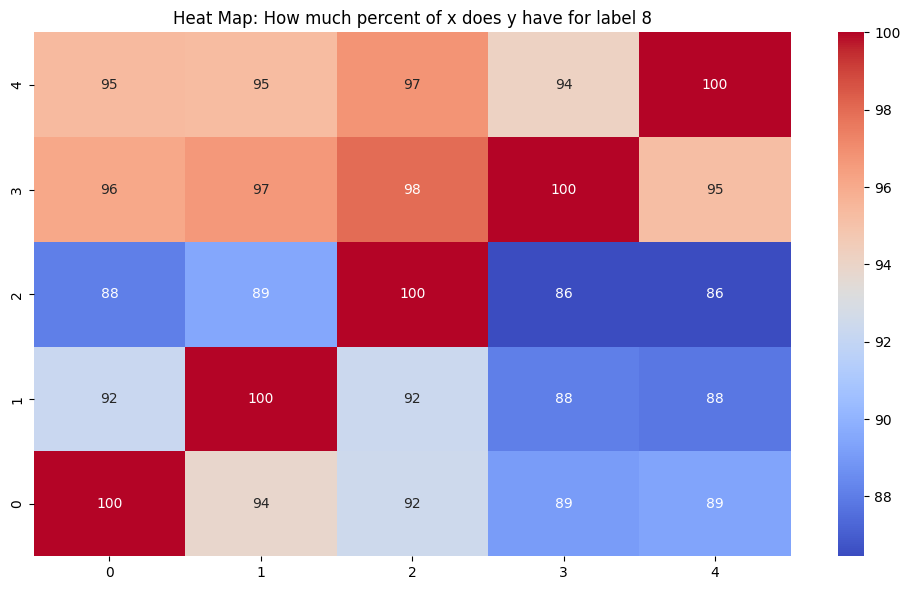 Heat Map: How much percent of x does y have for label 8
4 95 95 97 94 100
3 96 97 98 100 95
2 88 89 100 86 86
1 92 100 92 88 88
0 100 94 92 89 89
0 1 2 3 4
100
98
96
94
92
90
88